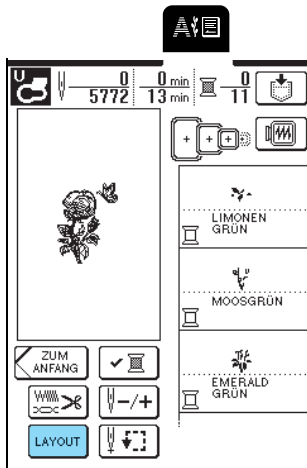 A
U
0
5772
0 min
13 min
0
11
LIMONEN
GRÜN
MOOSGRÜN
EMERALD
GRÜN
ZUM
ANFANG
-/+
LAYOUT